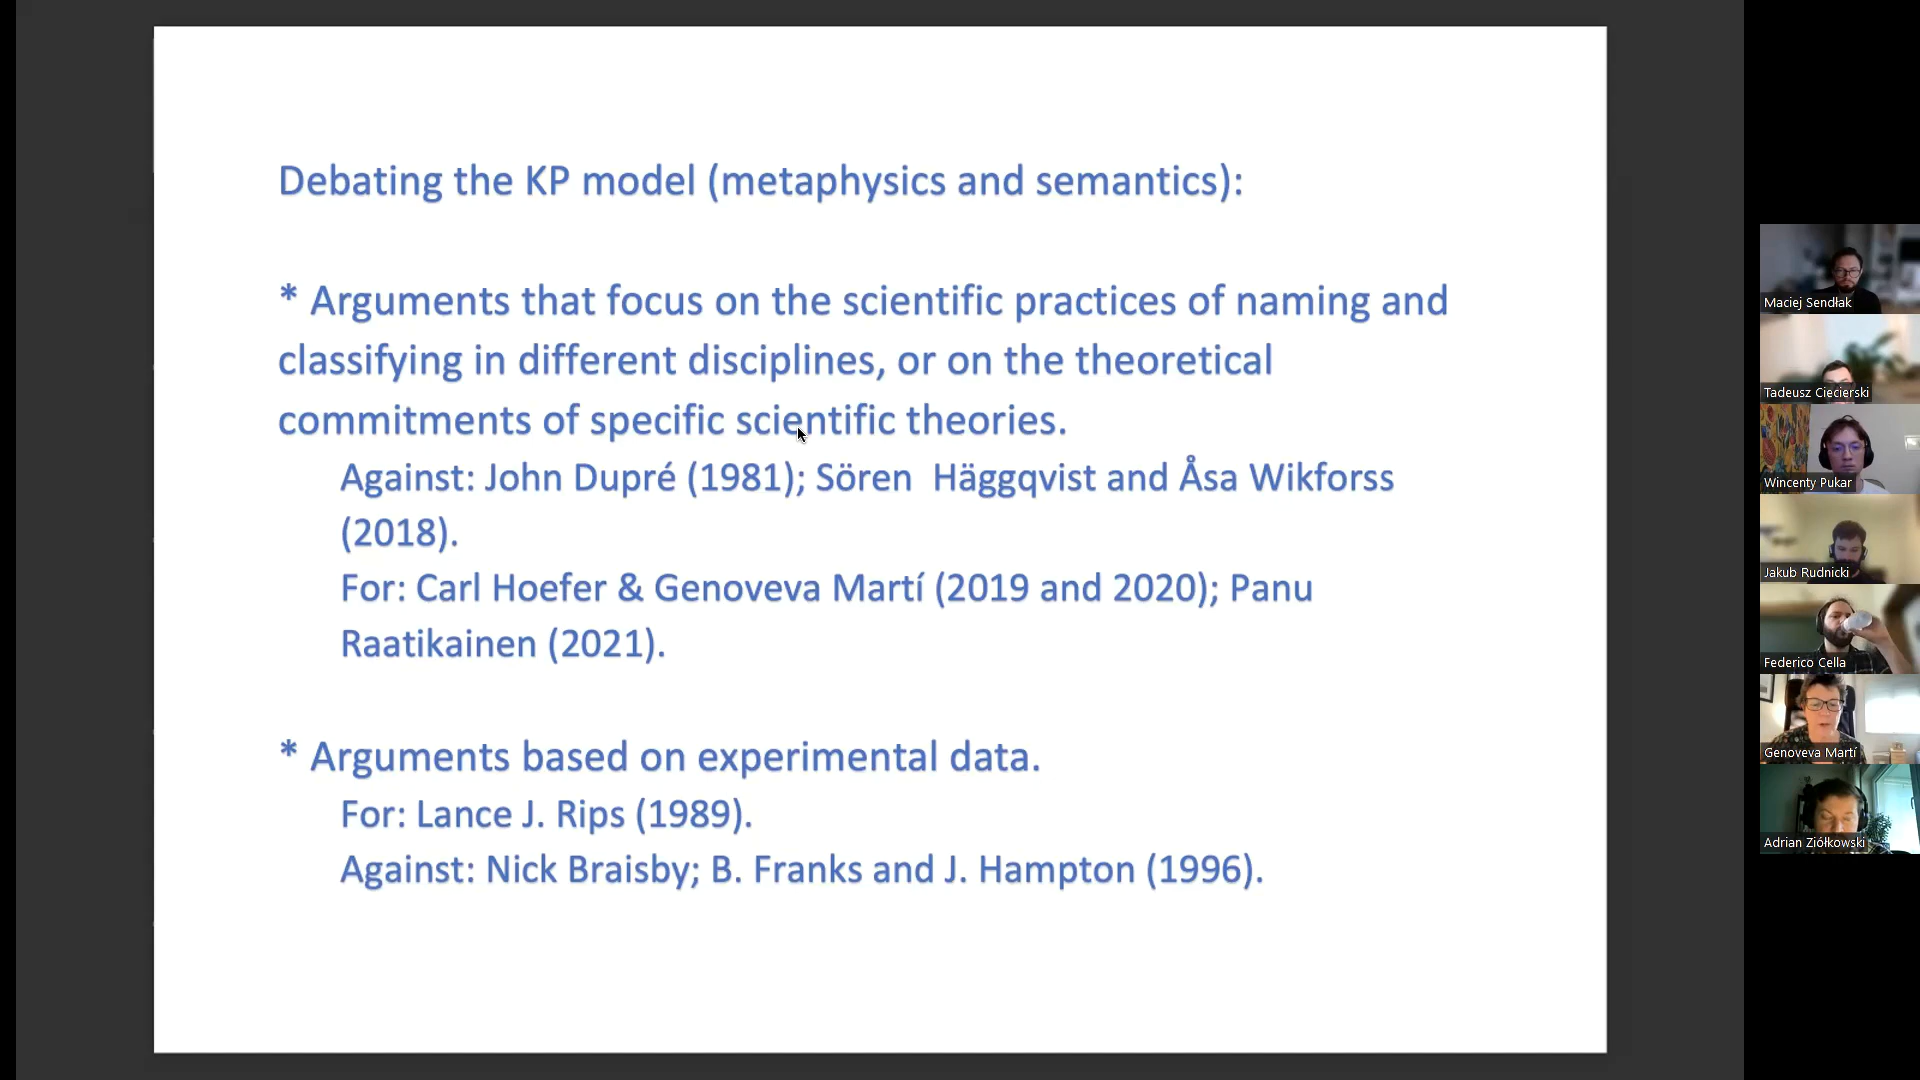 Debating the KP model (metaphysics and semantics):
* Arguments that focus on the scientific practices of naming and
classifying in different disciplines, or on the theoretical
commitments of specific scientific theories.
Against: John Dupré (1981); Sören  Häggqvist and Åsa Wikforss
(2018).
For: Carl Hoefer & Genoveva Martí (2019 and 2020); Panu
Raatikainen (2021).
* Arguments based on experimental data.
For: Lance J. Rips (1989).
Against: Nick Braisby; B. Franks and J. Hampton (1996).
Maciej Sendłak
Tadeusz Ciecierski
Wincenty Pukar
Jakub Rudnicki
Federico Cella
Genoveva Martí
Adrian Ziółkowski